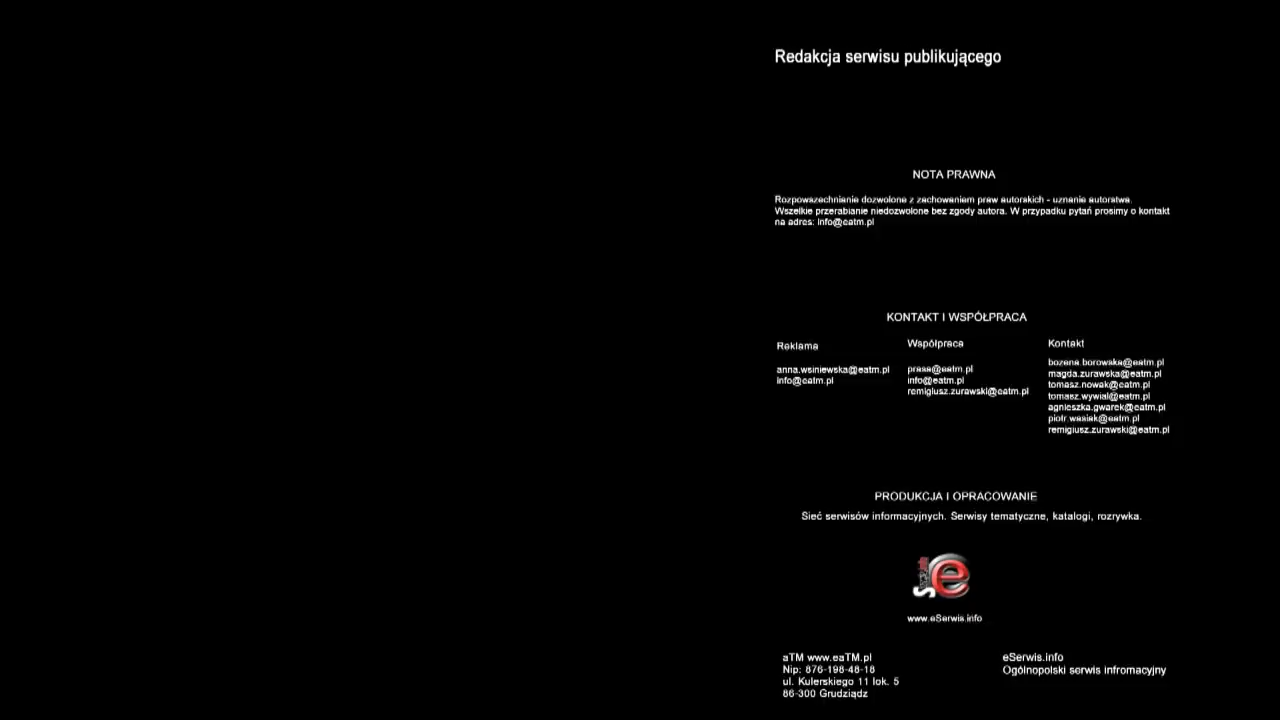 Redakcja serwisu publikującego
NOTA PRAWNA
Rozpowszechnianie dozwolone z zachowaniem praw autorskich - uznanie autorstwa.
Wszelkie przerabianie niedozwolone bez zgody autora. W przypadku pytań prosimy o kontakt
na adres: info@eatm.pl
KONTAKT I WSPÓŁPRACA
Reklama
anna.wsiniewska@eatm.pl
info@eatm.pl
Współpraca
prasa@eatm.pl
info@eatm.pl
remigiusz.zurawski@eatm.pl
Kontakt
bozena.borowska@eatm.pl
magda.zurawska@eatm.pl
tomasz.nowak@eatm.pl
tomasz.wywial@eatm.pl
agnieszka.gwarek@eatm.pl
piotr.wasiak@eatm.pl
remigiusz.zurawski@eatm.pl
PRODUKCJA I OPRACOWANIE
Sieć serwisów informacyjnych. Serwisy tematyczne, katalogi, rozrywka.
e
www.eSerwis.info
aTM www.eaTM.pl
Nip: 876-198-48-18
ul. Kulerskiego 11 lok. 5
86-300 Grudziądz
eSerwis.info
Ogólnopolski serwis infromacyjny